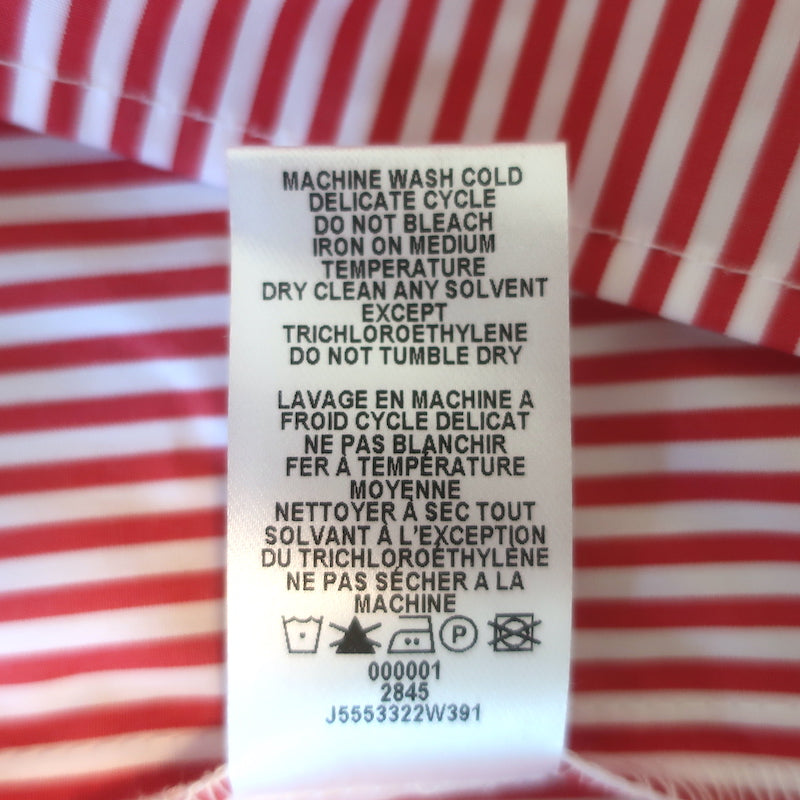 MACHINE WASH COLD
DELICATE CYCLE
DO NOT BLEACH
IRON ON MEDIUM
TEMPERATURE
DRY CLEAN ANY SOLVENT
EXCEPT
TRICHLOROETHYLENE
DO NOT TUMBLE DRY
LAVAGE EN MACHINE A
FROID CYCLE DELICAT
NE PAS BLANCHIR
FER À TEMPÉRATURE
MOYENNE
NETTOYER À SEC TOUT
SOLVANT À L'EXCEPTION
DU TRICHLOROÉTHYLÈNE
NE PAS SÉCHER A LA
MACHINE
P
000001
2845
J5553322W391